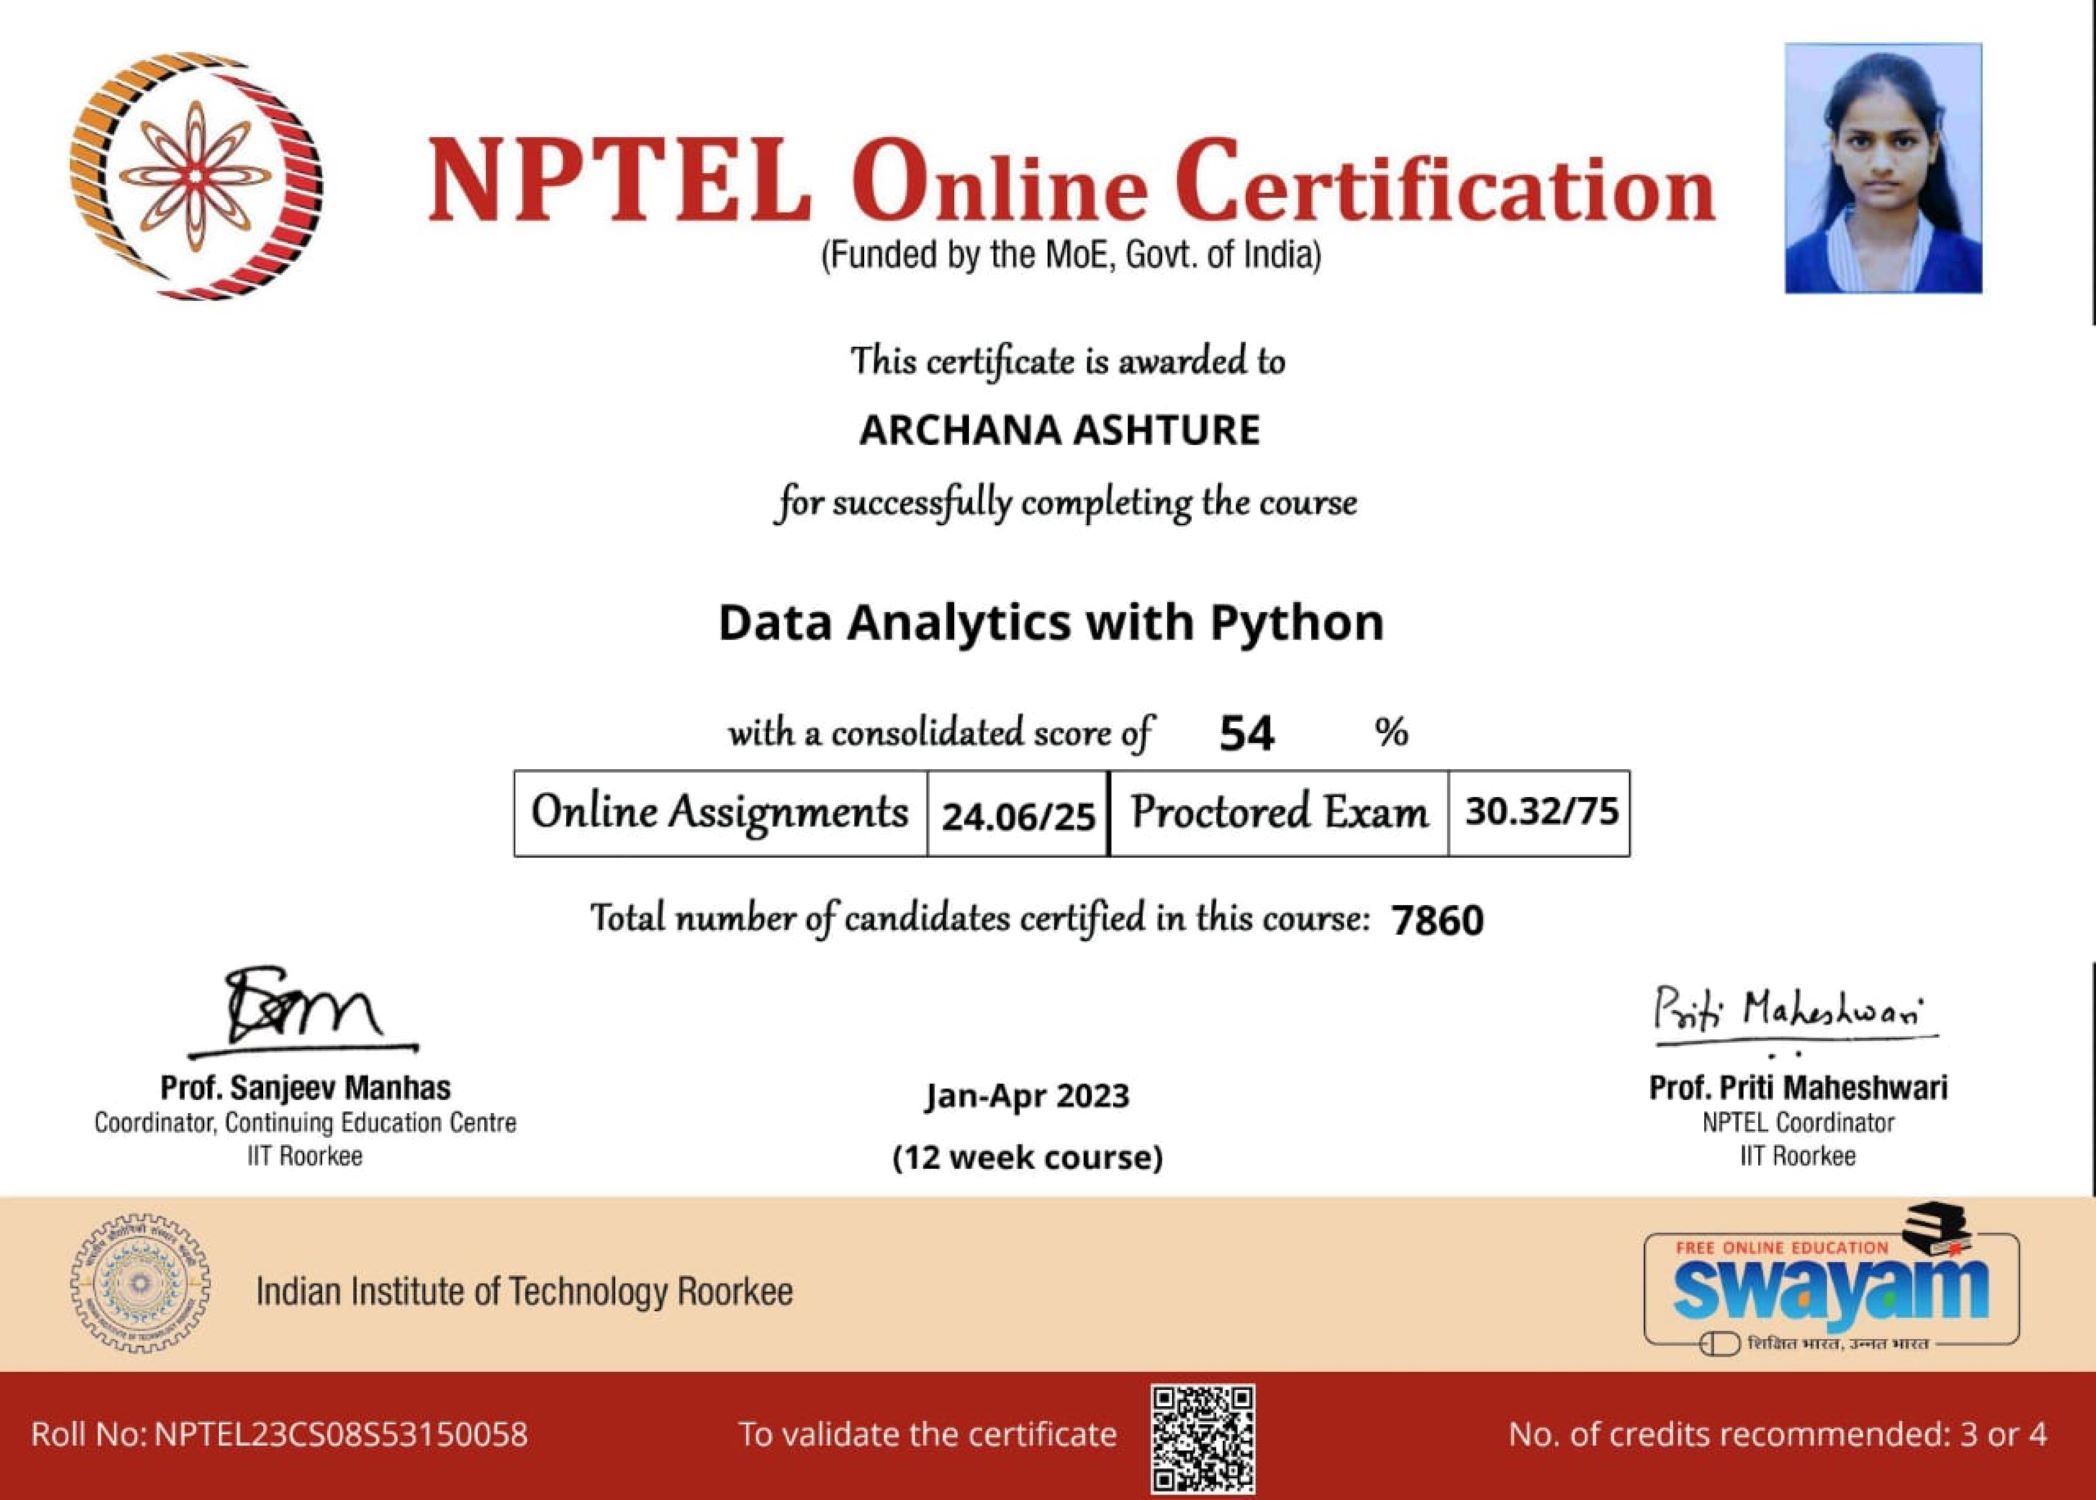 NPTEL Online Certification
(Funded by the MoE, Govt. of India)
This certificate is awarded to
ARCHANA ASHTURE
for successfully completing the course
Data Analytics with Python
with a consolidated score of 54 %
Online Assignments 24.06/25 Proctored Exam 30.32/75
Total number of candidates certified in this course: 7860
Priti Maheshwari
Prof. Sanjeev Manhas
Coordinator, Continuing Education Centre
IIT Roorkee
Jan-Apr 2023
(12 week course)
Prof. Priti Maheshwari
NPTEL Coordinator
IIT Roorkee
Indian Institute of Technology Roorkee
FREE ONLINE EDUCATION
swayam
शिक्षित भारत, उन्नत भारत
Roll No: NPTEL23CS08S53150058
To validate the certificate
No. of credits recommended: 3 or 4